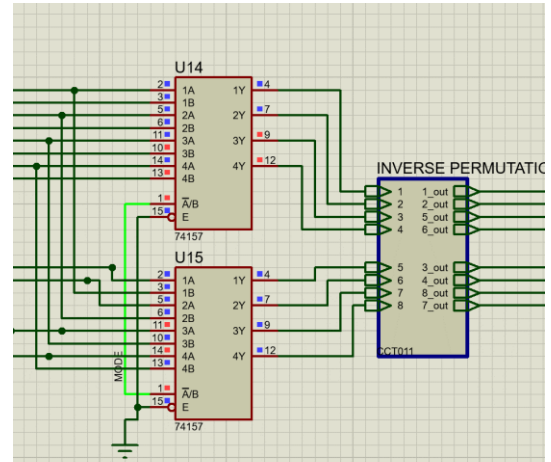 U14
2 1A 1Y 4
3 1B
5 2A 2Y 7
6 2B
11 3A 3Y 9
10 3B
14 4A 4Y 12
13 4B
1 A/B
15 E
74157
U15
2 1A 1Y 4
3 1B
5 2A 2Y 7
6 2B
11 3A 3Y 9
10 3B
14 4A 4Y 12
13 4B
1 A/B
15 E
74157
MODE
INVERSE PERMUTATIO
1 1_out
2 2_out
3 5_out
4 6_out
5 3_out
6 4_out
7 8_out
8 7_out
CCT011